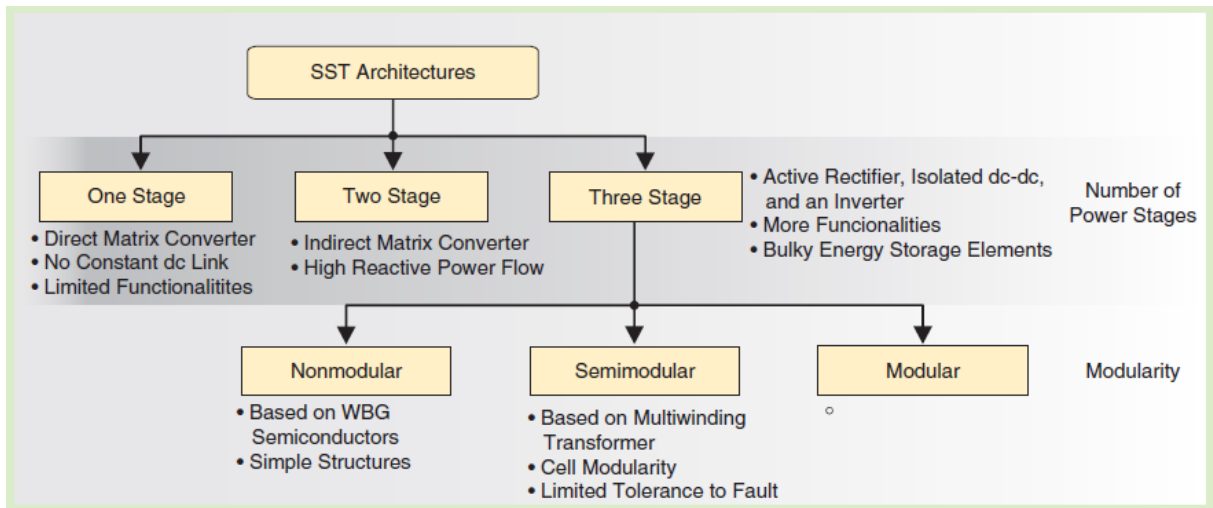 SST Architectures
One Stage
• Direct Matrix Converter
• No Constant dc Link
• Limited Functionalitites
Two Stage
• Indirect Matrix Converter
• High Reactive Power Flow
Three Stage
• Active Rectifier, Isolated dc-dc,
and an Inverter
• More Funcionalities
• Bulky Energy Storage Elements
Number of
Power Stages
Nonmodular
• Based on WBG
Semiconductors
• Simple Structures
Semimodular
• Based on Multiwinding
Transformer
• Cell Modularity
• Limited Tolerance to Fault
Modular
○
Modularity